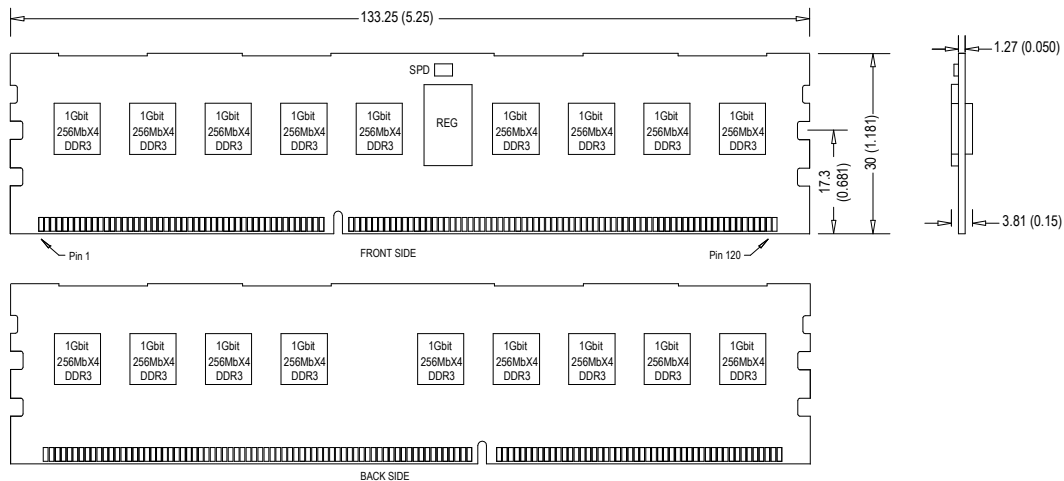 133.25 (5.25)
1.27 (0.050)
SPD
1Gbit
256MbX4
DDR3
1Gbit
256MbX4
DDR3
1Gbit
256MbX4
DDR3
1Gbit
256MbX4
DDR3
1Gbit
256MbX4
DDR3
REG
1Gbit
256MbX4
DDR3
1Gbit
256MbX4
DDR3
1Gbit
256MbX4
DDR3
1Gbit
256MbX4
DDR3
17.3
(0.681)
30 (1.181)
3.81 (0.15)
Pin 1
FRONT SIDE
Pin 120
1Gbit
256MbX4
DDR3
1Gbit
256MbX4
DDR3
1Gbit
256MbX4
DDR3
1Gbit
256MbX4
DDR3
1Gbit
256MbX4
DDR3
1Gbit
256MbX4
DDR3
1Gbit
256MbX4
DDR3
1Gbit
256MbX4
DDR3
1Gbit
256MbX4
DDR3
BACK SIDE